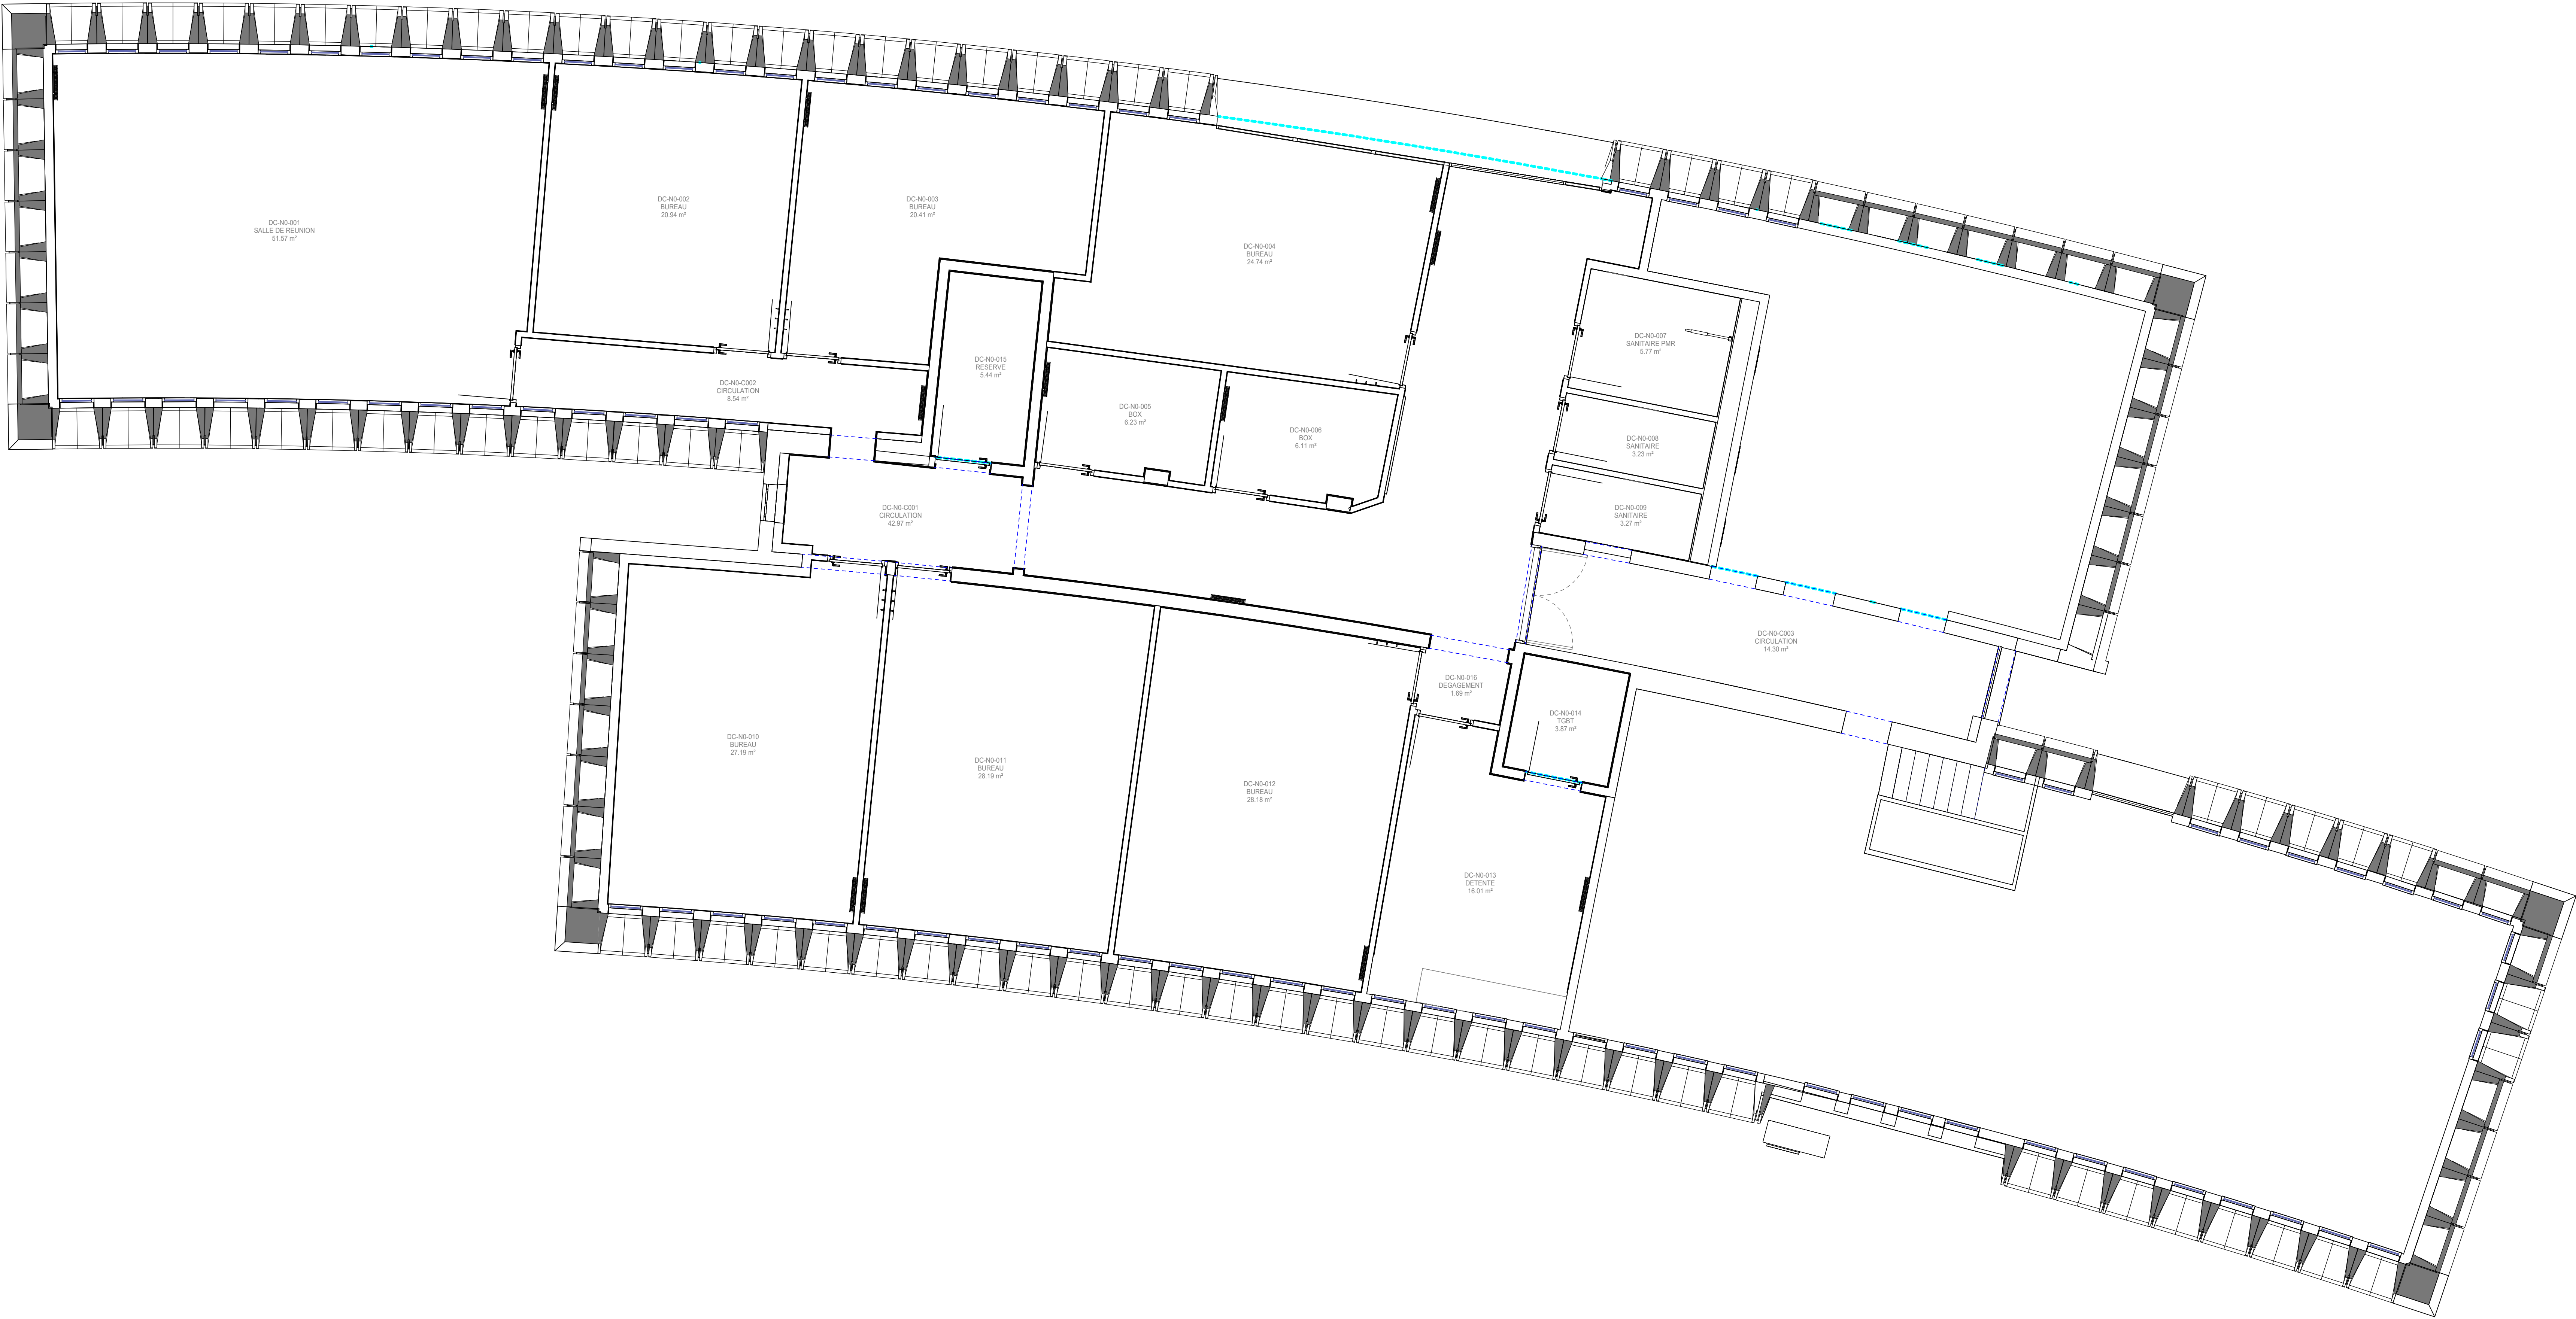 DC-N0-001
SALLE DE REUNION
51.57 m²
DC-N0-002
BUREAU
20.94 m²
DC-N0-003
BUREAU
20.41 m²
DC-N0-004
BUREAU
24.74 m²
DC-N0-015
RESERVE
5.44 m²
DC-N0-C002
CIRCULATION
8.54 m²
DC-N0-005
BOX
6.23 m²
DC-N0-006
BOX
6.11 m²
DC-N0-007
SANITAIRE PMR
5.77 m²
DC-N0-008
SANITAIRE
3.23 m²
DC-N0-009
SANITAIRE
3.27 m²
DC-N0-C001
CIRCULATION
42.97 m²
DC-N0-C003
CIRCULATION
14.30 m²
DC-N0-016
DEGAGEMENT
1.69 m²
DC-N0-014
TGBT
3.87 m²
DC-N0-010
BUREAU
27.19 m²
DC-N0-011
BUREAU
28.19 m²
DC-N0-012
BUREAU
28.18 m²
DC-N0-013
DETENTE
16.01 m²